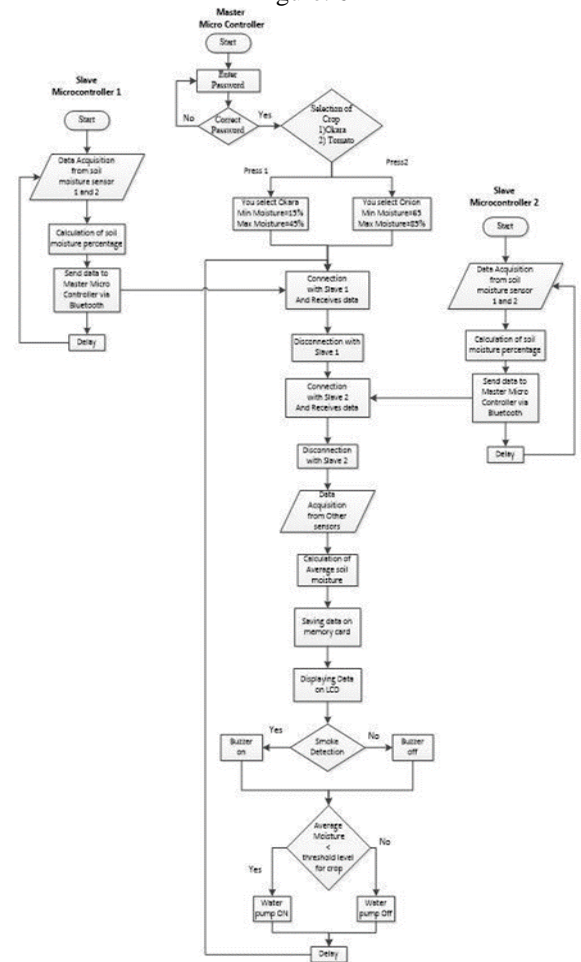 Master
Micro Controller
Start
Enter
Password
Correct
Password
No
Yes
Selection of
Crop
1)Okara
2) Tomato
Press 1
Press2
You select Okara
Min Moisture=15%
Max Moisture=45%
You select Onion
Min Moisture=65
Max Moisture=85%
Slave
Microcontroller 1
Start
Data Acquisition
from soil
moisture sensor
1 and 2
Calculation of soil
moisture percentage
Send data to
Master Micro
Controller via
Bluetooth
Delay
Slave
Microcontroller 2
Start
Data Acquisition
from soil
moisture sensor
1 and 2
Calculation of soil
moisture percentage
Send data to
Master Micro
Controller via
Bluetooth
Delay
Connection
with Slave 1
And Receives data
Disconnection with
Slave 1
Connection
with Slave 2
And Receives data
Disconnection
with Slave 2
Data
Acquisition
from Other
sensors
Calculation of
Average soil
moisture
Saving data on
memory card
Displaying Data
on LCD
Smoke
Detection
Yes
No
Buzzer
on
Buzzer
off
Average
Moisture
<
threshold level
for crop
Yes
No
Water
pump ON
Water
pump Off
Delay